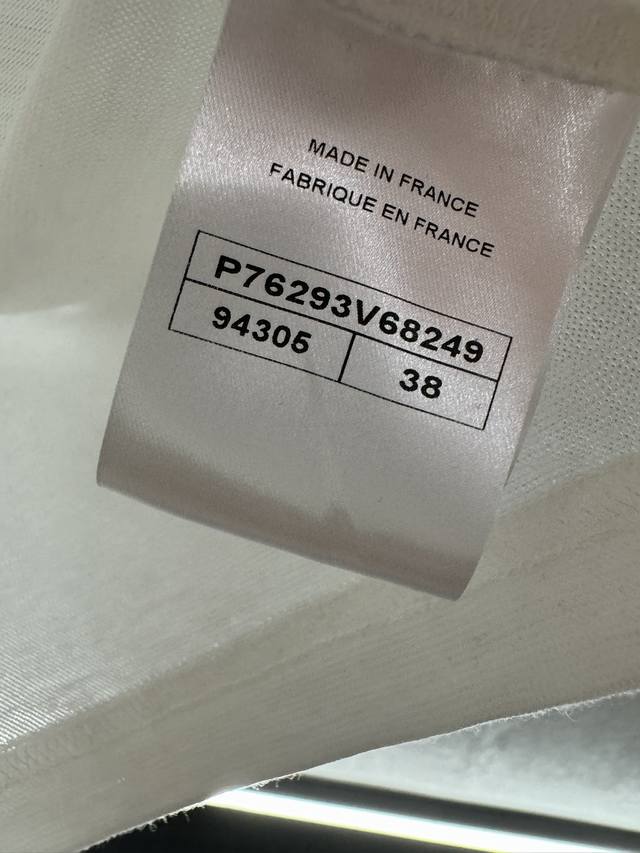 MADE IN FRANCE
FABRIQUE EN FRANCE
P76293V68249
94305 38